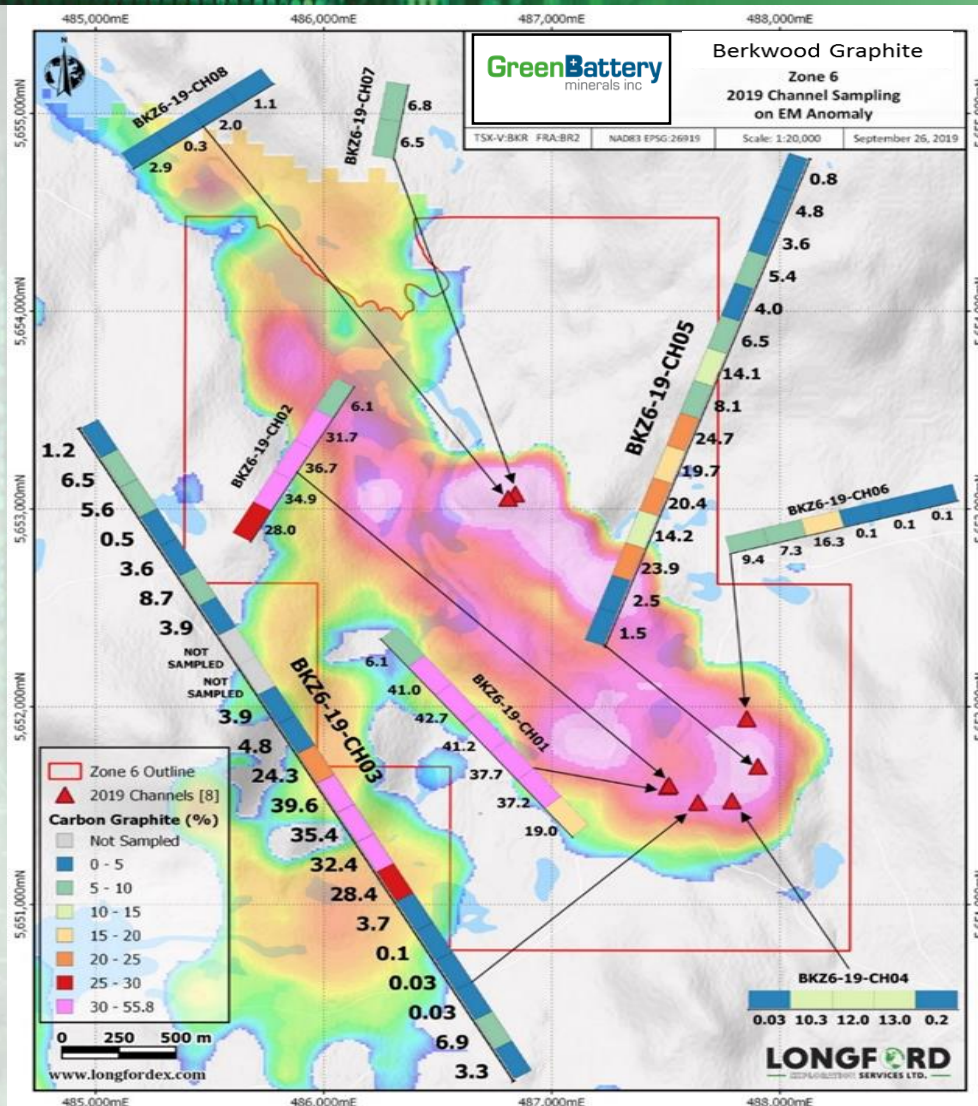 485,000mE 486,000mE 487,000mE 488,000mE
GreenBattery
minerals inc
Berkwood Graphite
Zone 6
2019 Channel Sampling
on EM Anomaly
TSX-V:BKR FRA:BR2 NAD83 EPSG:26919 Scale: 1:20,000 September 26, 2019
N
5,655,000mN
5,654,000mN
5,653,000mN
5,652,000mN
5,651,000mN
BKZ6-19-CH08
1.1
2.0
0.3
2.9
BKZ6-19-CH07
6.8
6.5
BKZ6-19-CH05
0.8
4.8
3.6
5.4
4.0
6.5
14.1
8.1
24.7
19.7
20.4
14.2
23.9
2.5
1.5
BKZ6-19-CH02
6.1
31.7
36.7
34.9
28.0
BKZ6-19-CH06
9.4 7.3 16.3 0.1 0.1 0.1
BKZ6-19-CH03
1.2
6.5
5.6
0.5
3.6
8.7
3.9
NOT
SAMPLED
NOT
SAMPLED
3.9
4.8
24.3
39.6
35.4
32.4
28.4
3.7
0.1
0.03
0.03
6.9
3.3
BKZ6-19-CH01
6.1
41.0
42.7
41.2
37.7
37.2
19.0
BKZ6-19-CH04
0.03 10.3 12.0 13.0 0.2
Zone 6 Outline
2019 Channels [8]
Carbon Graphite (%)
Not Sampled
0 - 5
5 - 10
10 - 15
15 - 20
20 - 25
25 - 30
30 - 55.8
0 250 500 m
www.longfordex.com
LONGFORD
EXPLORATION SERVICES LTD.
485,000mE 486,000mE 487,000mE 488,000mE